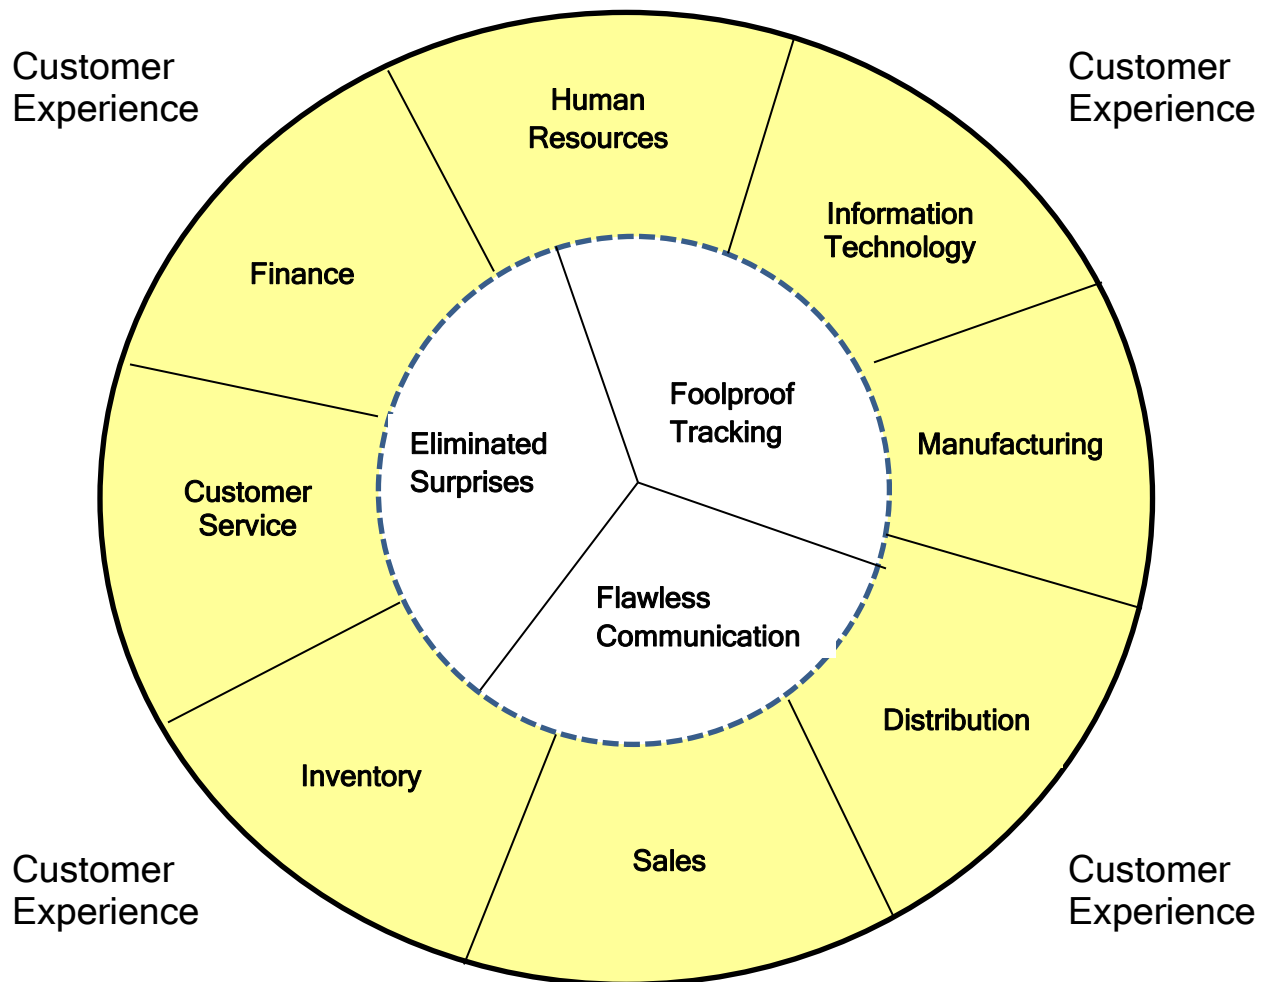 Customer
Experience
Customer
Experience
Human
Resources
Information
Technology
Finance
Foolproof
Tracking
Eliminated
Surprises
Manufacturing
Customer
Service
Flawless
Communication
Distribution
Inventory
Sales
Customer
Experience
Customer
Experience